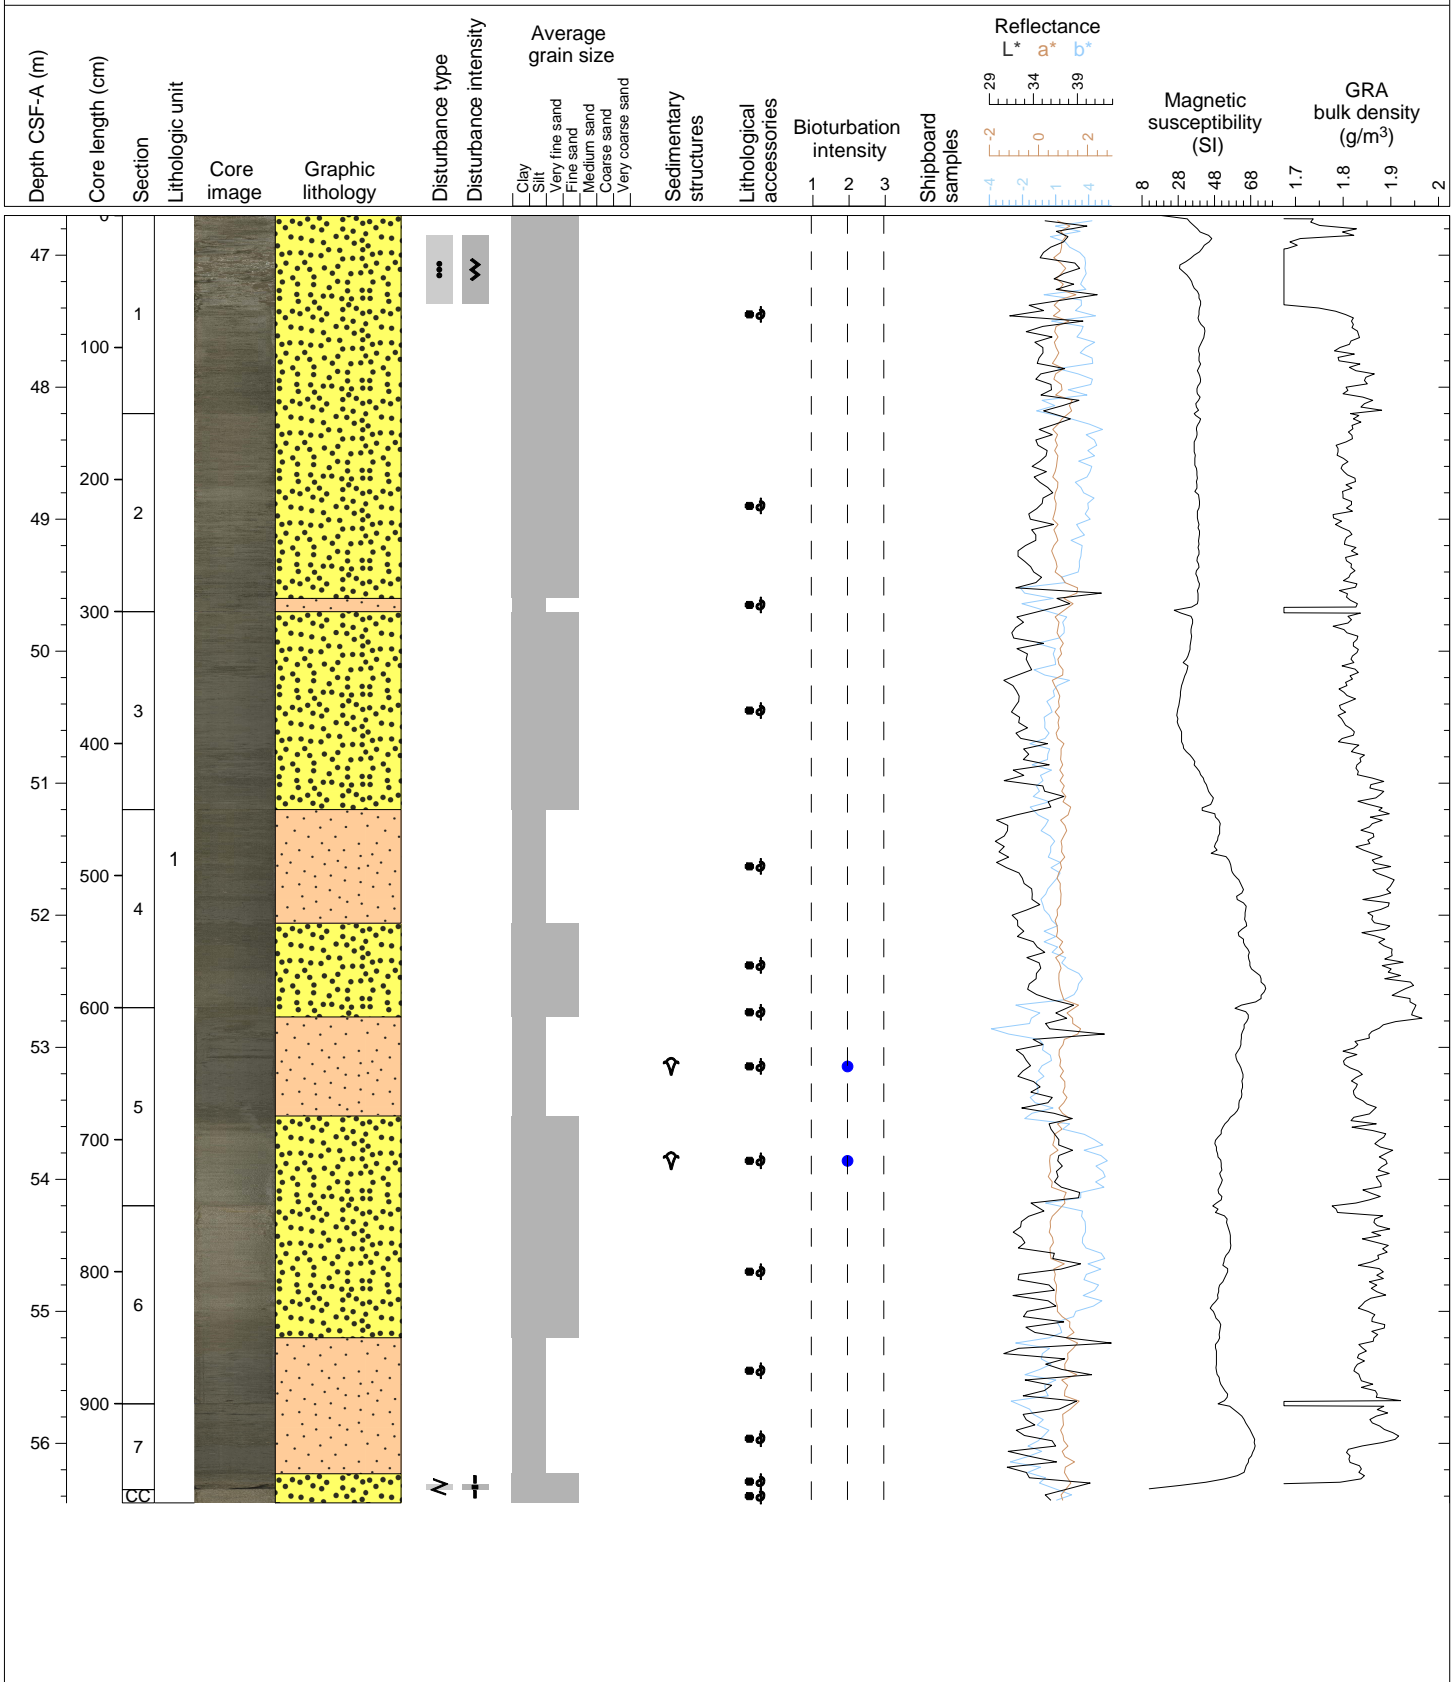 Depth CSF-A (m)
Core length (cm)
Section
Lithologic unit
Core
image
Graphic
lithology
Disturbance type
Disturbance intensity
Average
grain size
Clay
Silt
Very fine sand
Fine sand
Medium sand
Coarse sand
Very coarse sand
Sedimentary
structures
Lithological
accessories
Bioturbation
intensity
1 2 3
Shipboard
samples
Reflectance
L* a* b*
29 34 39
-2 0 2
-4 -2 1 4
Magnetic
susceptibility
(SI)
8 28 48 68
GRA
bulk density
(g/m3)
1.7 1.8 1.9 2
0
47
1
100
48
200
2
49
300
50
3
400
51
1
500
4
52
600
53
5
700
54
800
6
55
900
7
56
CC